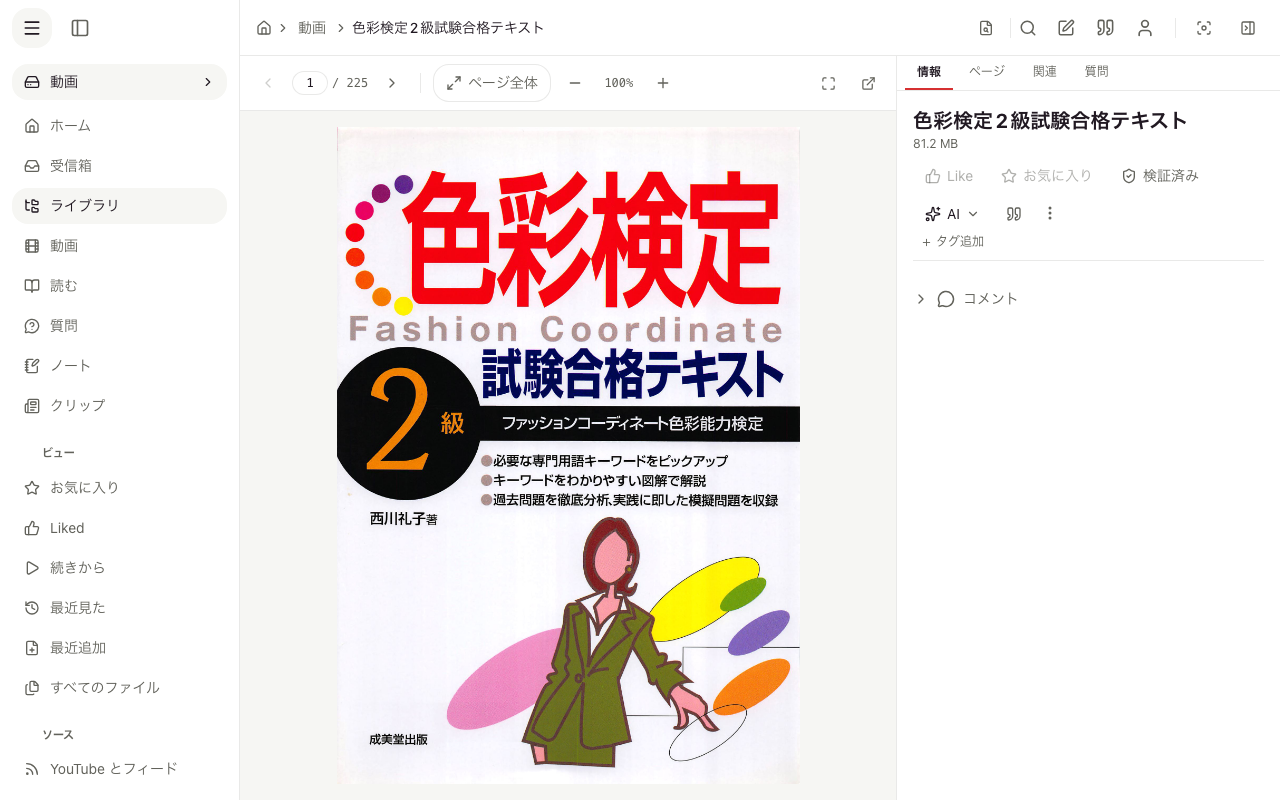 動画
色彩検定2級試験合格テキスト
動画
ホーム
受信箱
ライブラリ
動画
読む
質問
ノート
クリップ
ビュー
お気に入り
Liked
続きから
最近見た
最近追加
すべてのファイル
ソース
YouTube とフィード
1 / 225
ページ全体
100%
色彩検定
Fashion Coordinate
試験合格テキスト
2級
ファッションコーディネート色彩能力検定
●必要な専門用語キーワードをピックアップ
●キーワードをわかりやすい図解で解説
●過去問題を徹底分析、実践に即した模擬問題を収録
西川礼子著
成美堂出版
情報
ページ
関連
質問
色彩検定2級試験合格テキスト
81.2 MB
Like
お気に入り
検証済み
AI
+ タグ追加
コメント